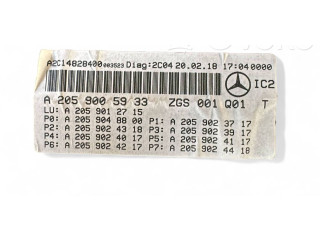 A2C14828400003523 Diag:2C04 20.02.18 17:04 0000
IC2
A 205 900 59 33 ZGS 001 Q01 T
LU: A 205 901 27 15
P0: A 205 904 88 00 P1: A 205 902 37 17
P2: A 205 902 43 18 P3: A 205 902 39 17
P4: A 205 902 40 17 P5: A 205 902 41 17
P6: A 205 902 42 17 P7: A 205 902 44 18